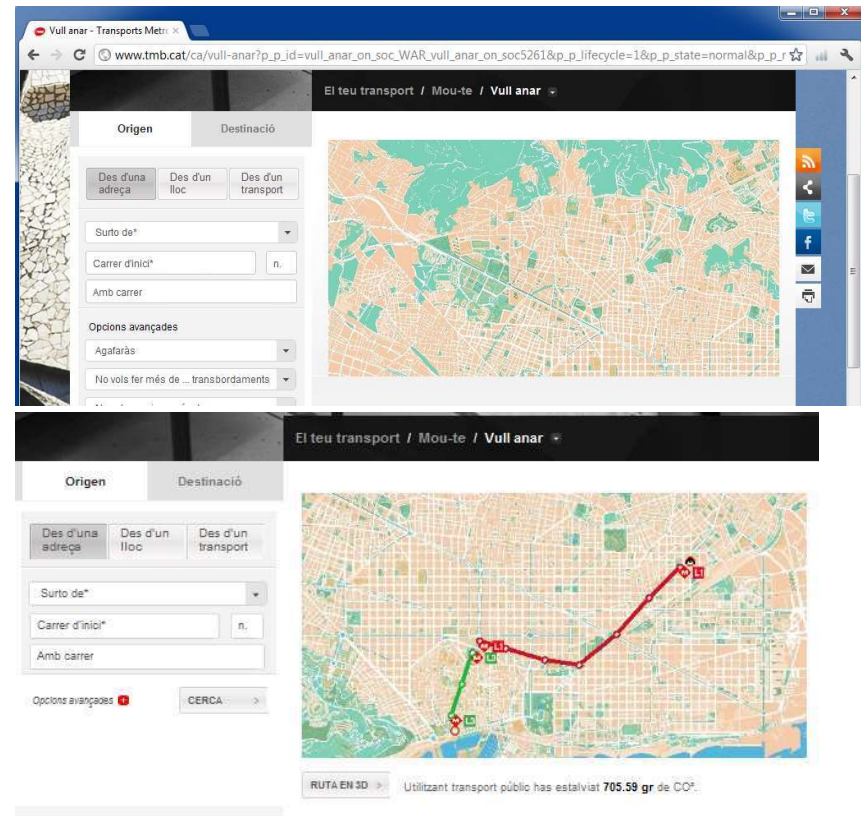 Vull anar - Transports Metr
www.tmb.cat/ca/vull-anar?p_p_id=vull_anar_on_soc_WAR_vull_anar_on_soc5261&p_p_lifecycle=1&p_p_state=normal&p_p_r
El teu transport / Mou-te / Vull anar
Origen Destinació
Des d'una adreça Des d'un lloc Des d'un transport
Surto de*
Carrer d'inici* n.
Amb carrer
Opcions avançades
Agafaràs
No vols fer més de ... transbordaments
El teu transport / Mou-te / Vull anar
Origen Destinació
Des d'una adreça Des d'un lloc Des d'un transport
Surto de*
Carrer d'inici* n.
Amb carrer
Opcions avançades CERCA
L1
L1
L3
L3
RUTA EN 3D Utilitzant transport públic has estalviat 705.59 gr de CO².